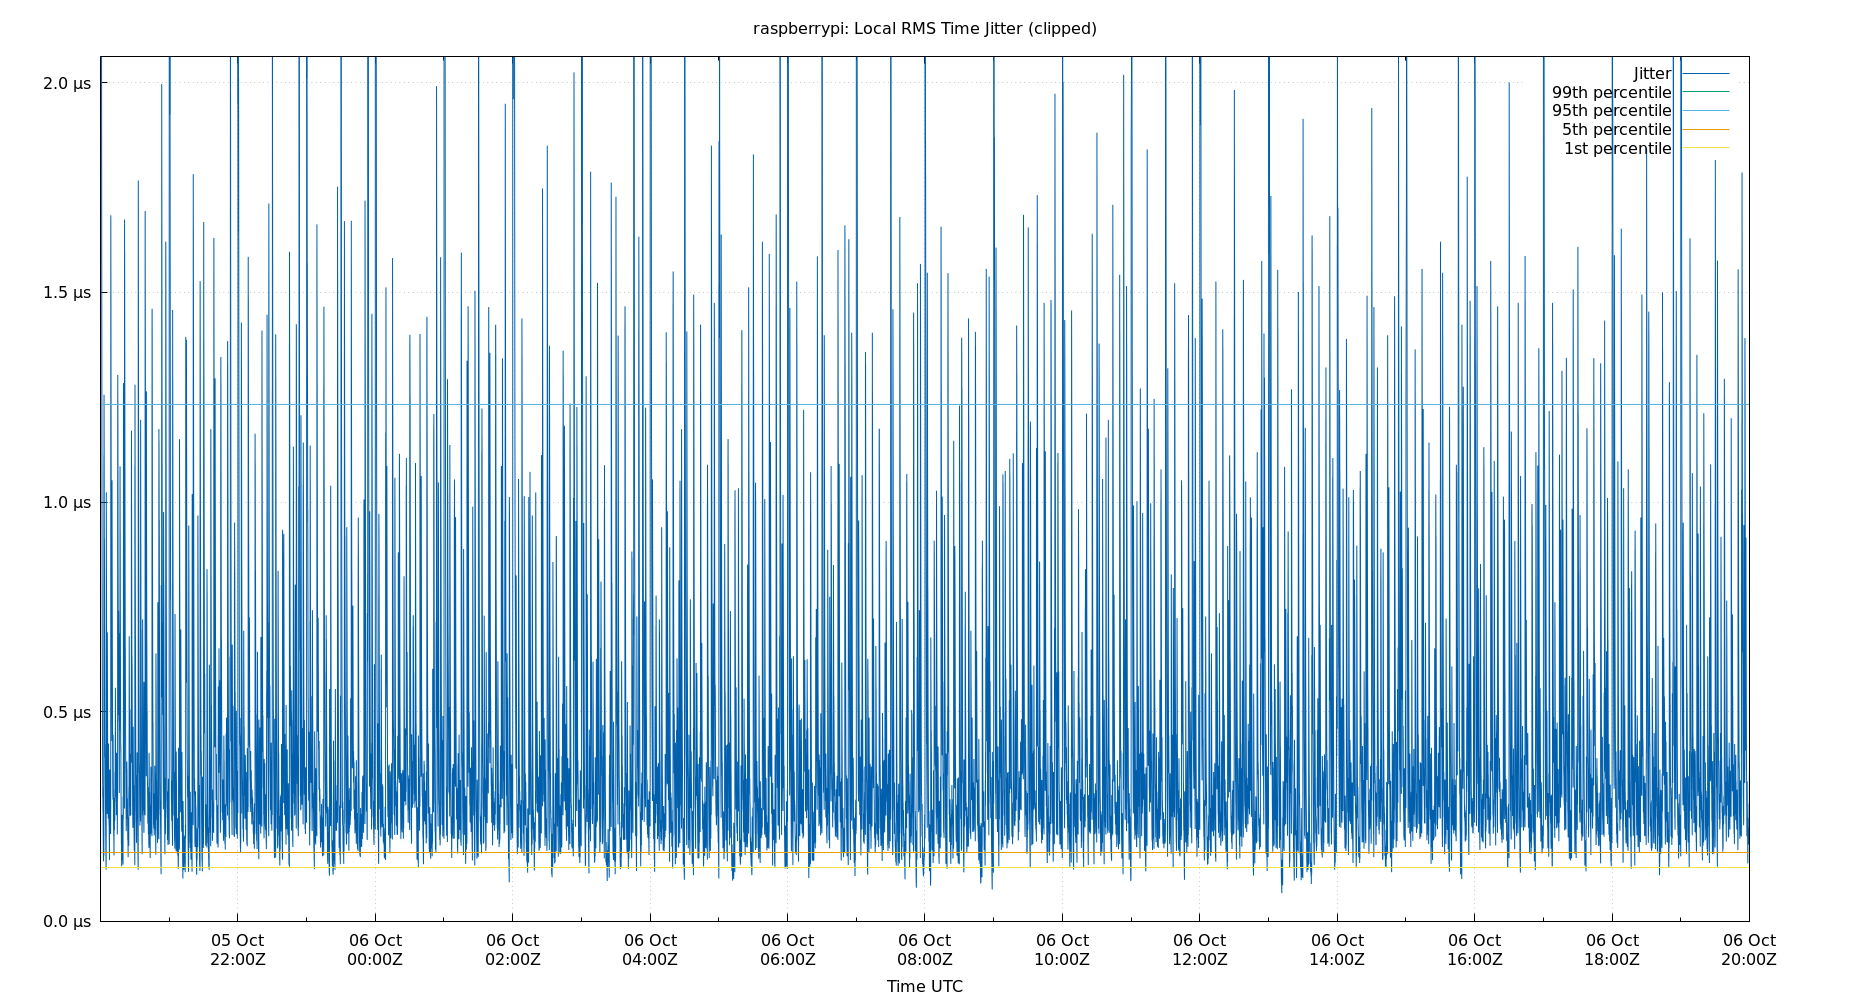 raspberrypi: Local RMS Time Jitter (clipped)
Jitter
99th percentile
95th percentile
5th percentile
1st percentile
2.0 µs
1.5 µs
1.0 µs
0.5 µs
0.0 µs
05 Oct 06 Oct 06 Oct 06 Oct 06 Oct 06 Oct 06 Oct 06 Oct 06 Oct 06 Oct 06 Oct 06 Oct
22:00Z 00:00Z 02:00Z 04:00Z 06:00Z 08:00Z 10:00Z 12:00Z 14:00Z 16:00Z 18:00Z 20:00Z
Time UTC